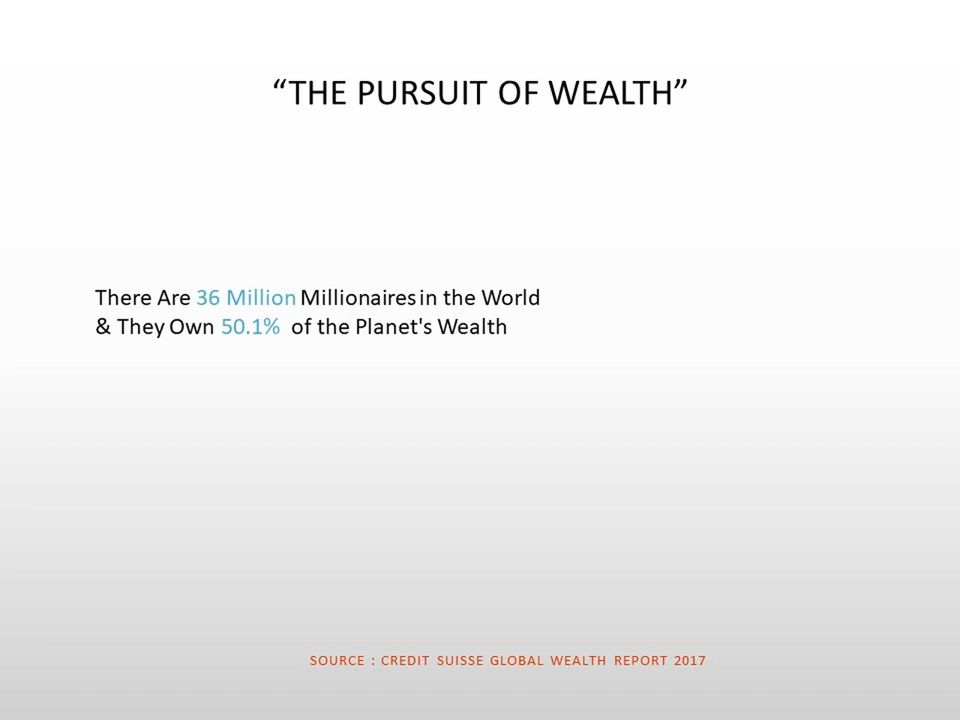 “THE PURSUIT OF WEALTH”
There Are 36 Million Millionaires in the World
& They Own 50.1% of the Planet's Wealth
SOURCE : CREDIT SUISSE GLOBAL WEALTH REPORT 2017